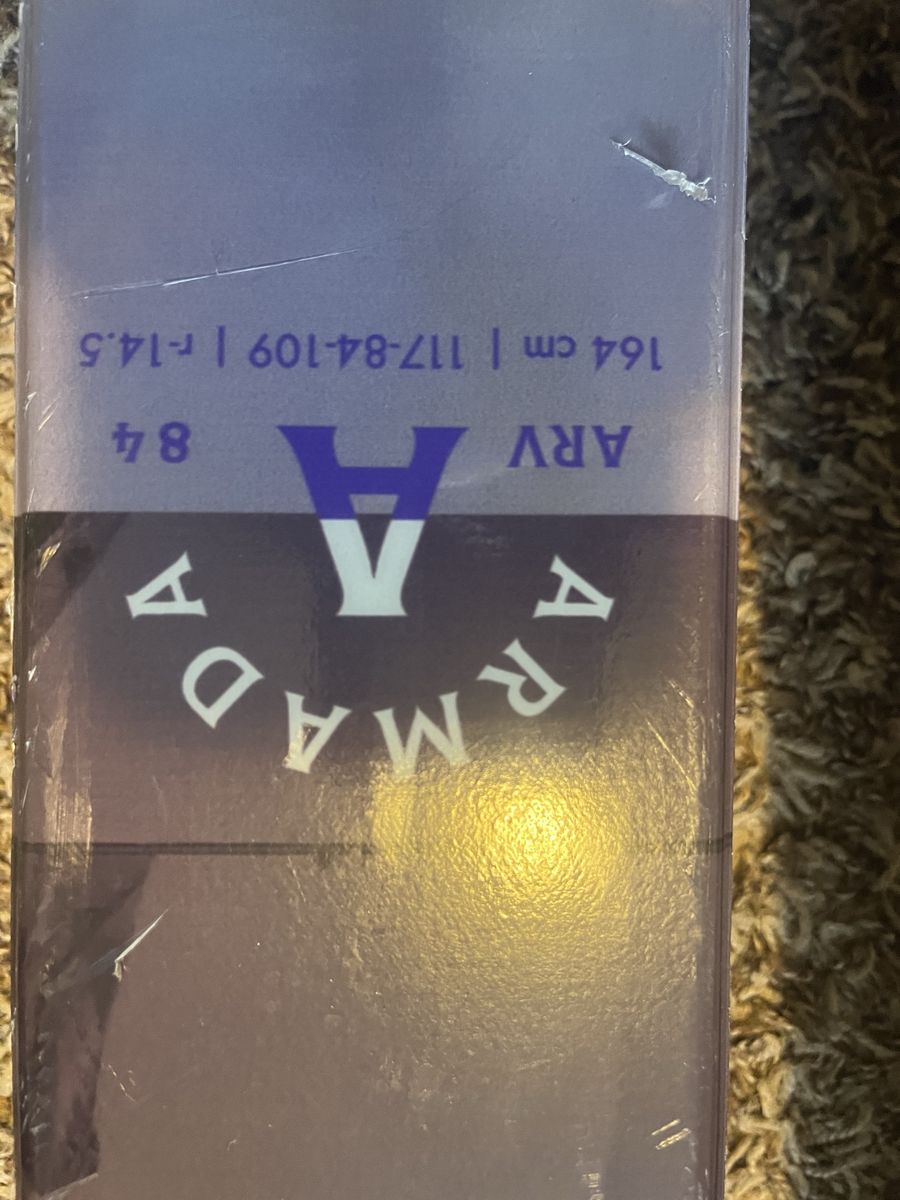 ARMADA
A
ARV 84
164 cm | 117-84-109 | r-14.5